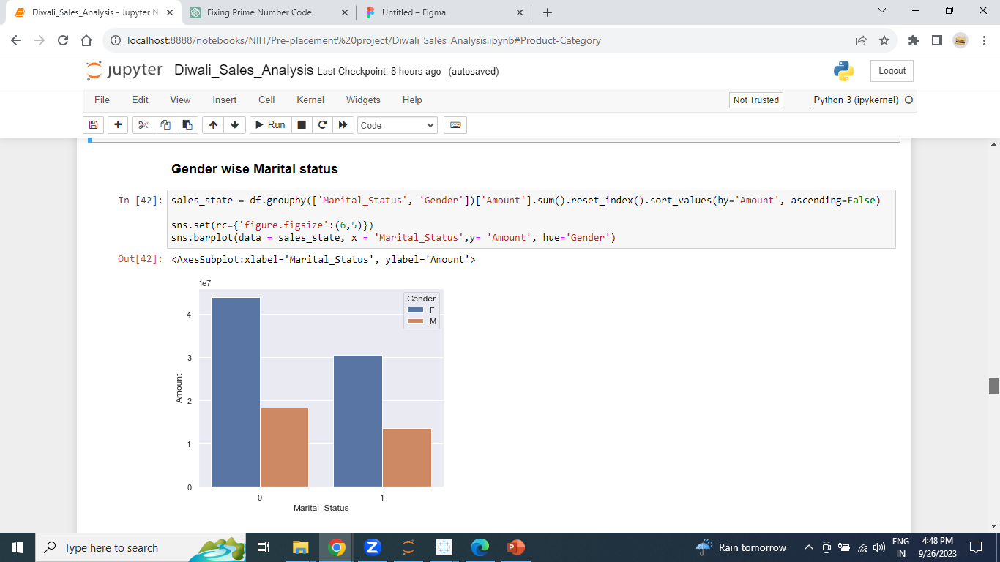 Diwali_Sales_Analysis - Jupyter N
Fixing Prime Number Code
Untitled – Figma
localhost:8888/notebooks/NIIT/Pre-placement%20project/Diwali_Sales_Analysis.ipynb#Product-Category
jupyter Diwali_Sales_Analysis Last Checkpoint: 8 hours ago (autosaved)
Logout
File Edit View Insert Cell Kernel Widgets Help
Not Trusted
Python 3 (ipykernel)
Run
Code
Gender wise Marital status
In [42]: sales_state = df.groupby(['Marital_Status', 'Gender'])['Amount'].sum().reset_index().sort_values(by='Amount', ascending=False)
sns.set(rc={'figure.figsize':(6,5)})
sns.barplot(data = sales_state, x = 'Marital_Status',y= 'Amount', hue='Gender')
Out[42]: <AxesSubplot:xlabel='Marital_Status', ylabel='Amount'>
1e7
Gender
F
M
4
3
2
1
0
Amount
0 1
Marital_Status
Type here to search
Rain tomorrow
ENG
IN
4:48 PM
9/26/2023